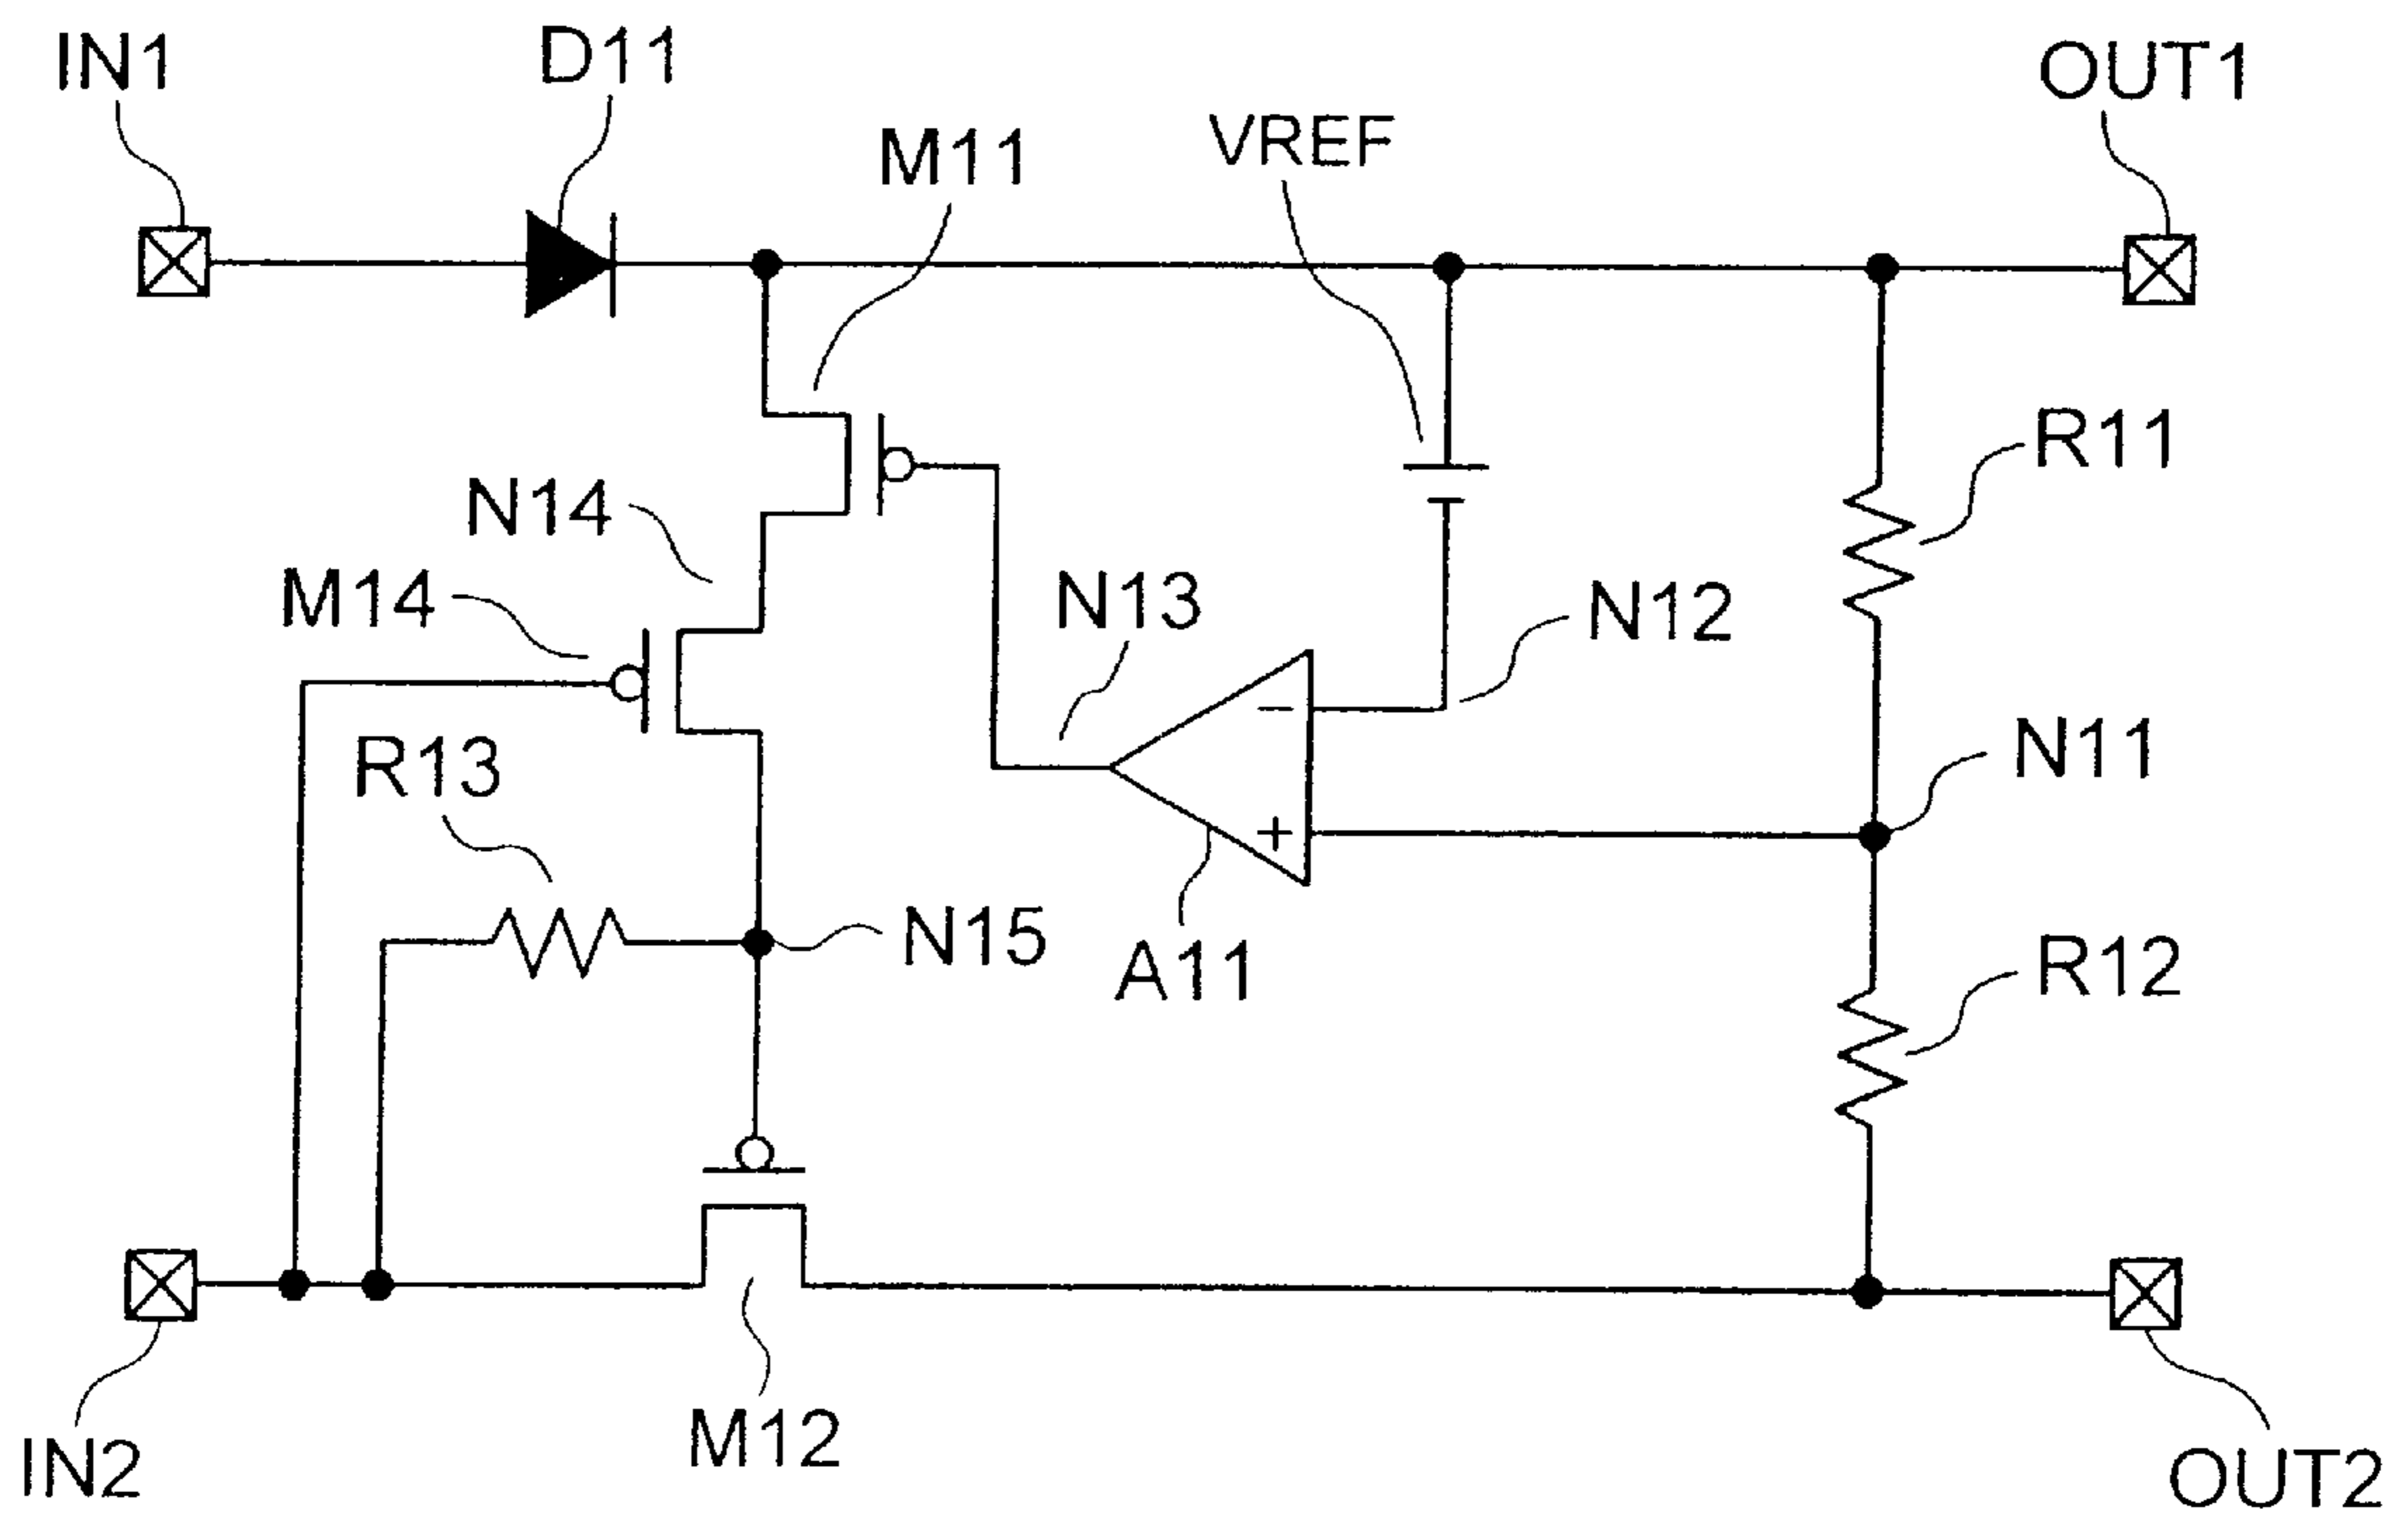 IN1
D11
OUT1
M11
VREF
R11
N14
M14
N13
N12
−
N11
R13
+
N15
A11
R12
M12
IN2
OUT2